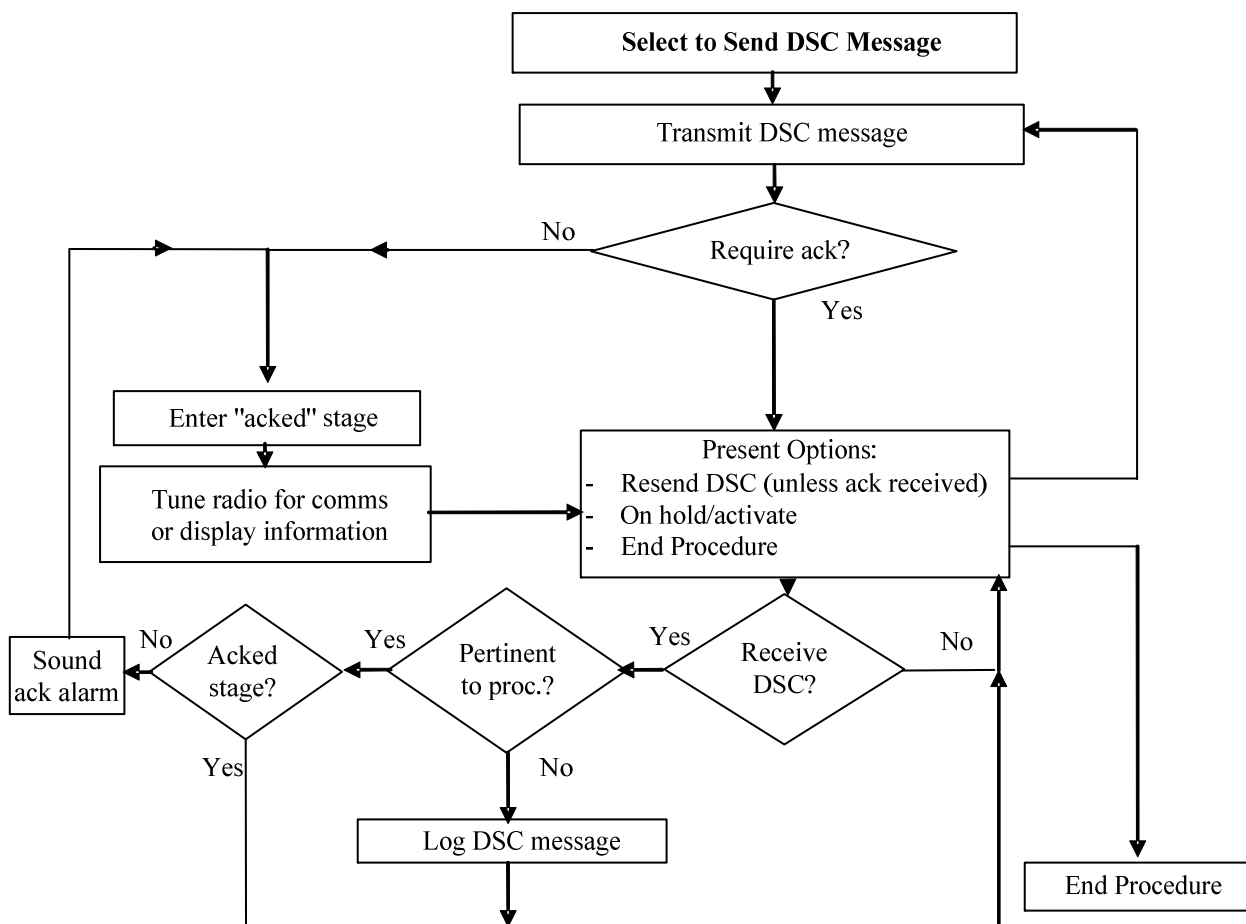 Select to Send DSC Message
Transmit DSC message
No
Require ack?
Yes
Enter "acked" stage
Present Options:
- Resend DSC (unless ack received)
- On hold/activate
- End Procedure
Tune radio for comms
or display information
No
Yes
Yes
No
Sound
ack alarm
Acked
stage?
Pertinent
to proc.?
Receive
DSC?
Yes
No
Log DSC message
End Procedure